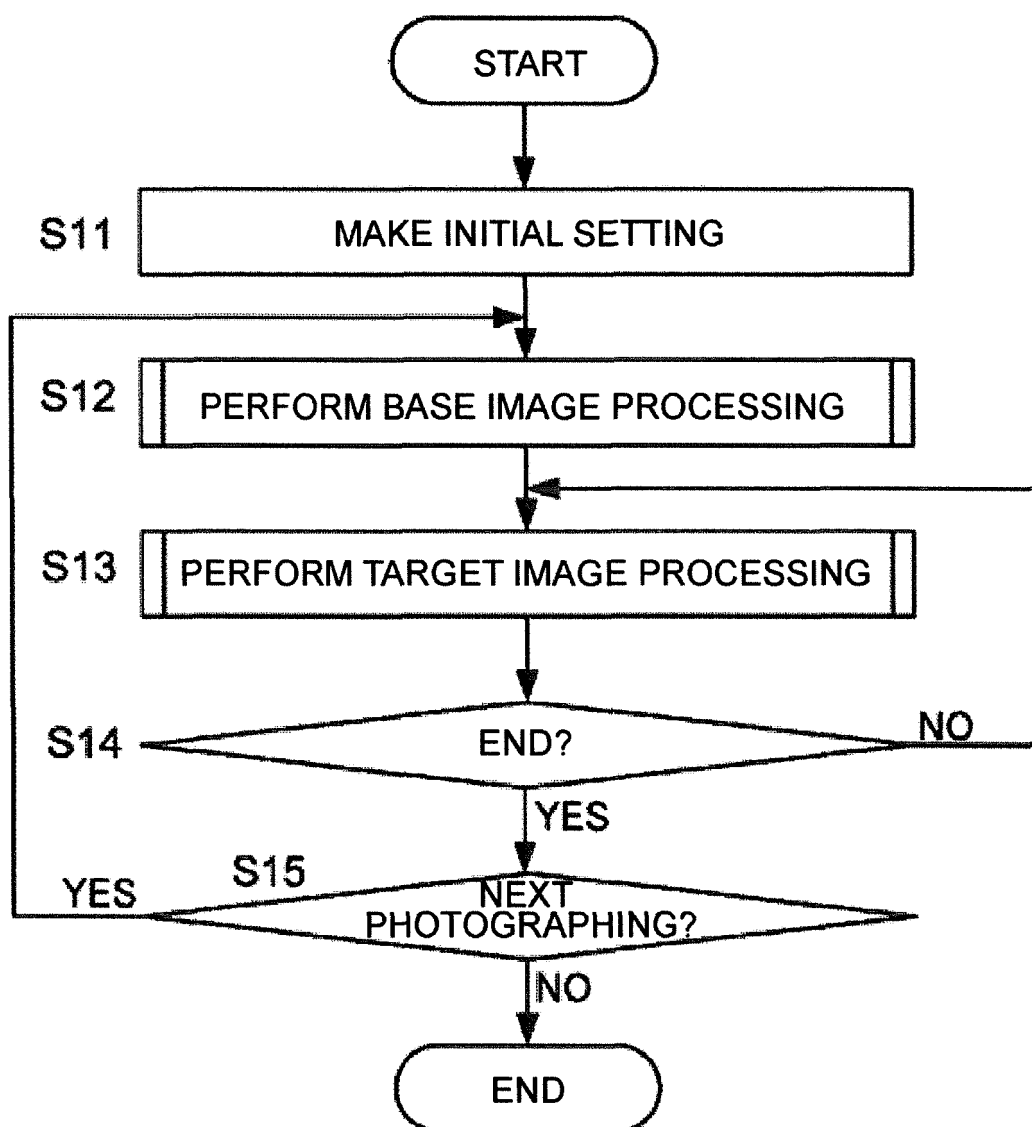 START
S11
MAKE INITIAL SETTING
S12
PERFORM BASE IMAGE PROCESSING
S13
PERFORM TARGET IMAGE PROCESSING
S14
END?
NO
YES
S15
YES
NEXT
PHOTOGRAPHING?
NO
END